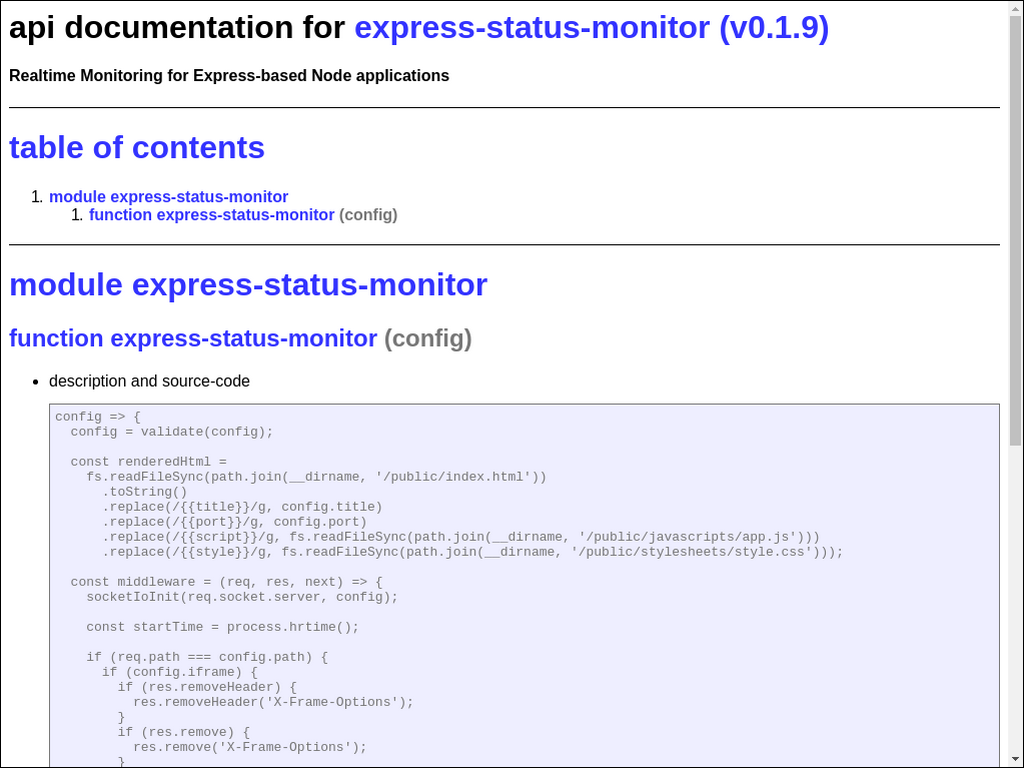 api documentation for express-status-monitor (v0.1.9)
Realtime Monitoring for Express-based Node applications
table of contents
1. module express-status-monitor
1. function express-status-monitor (config)
module express-status-monitor
function express-status-monitor (config)
• description and source-code
config => {
  config = validate(config);
  const renderedHtml =
    fs.readFileSync(path.join(__dirname, '/public/index.html'))
      .toString()
      .replace(/{{title}}/g, config.title)
      .replace(/{{port}}/g, config.port)
      .replace(/{{script}}/g, fs.readFileSync(path.join(__dirname, '/public/javascripts/app.js')))
      .replace(/{{style}}/g, fs.readFileSync(path.join(__dirname, '/public/stylesheets/style.css')));
  const middleware = (req, res, next) => {
    socketIoInit(req.socket.server, config);
    const startTime = process.hrtime();
    if (req.path === config.path) {
      if (config.iframe) {
        if (res.removeHeader) {
          res.removeHeader('X-Frame-Options');
        }
        if (res.remove) {
          res.remove('X-Frame-Options');
        }